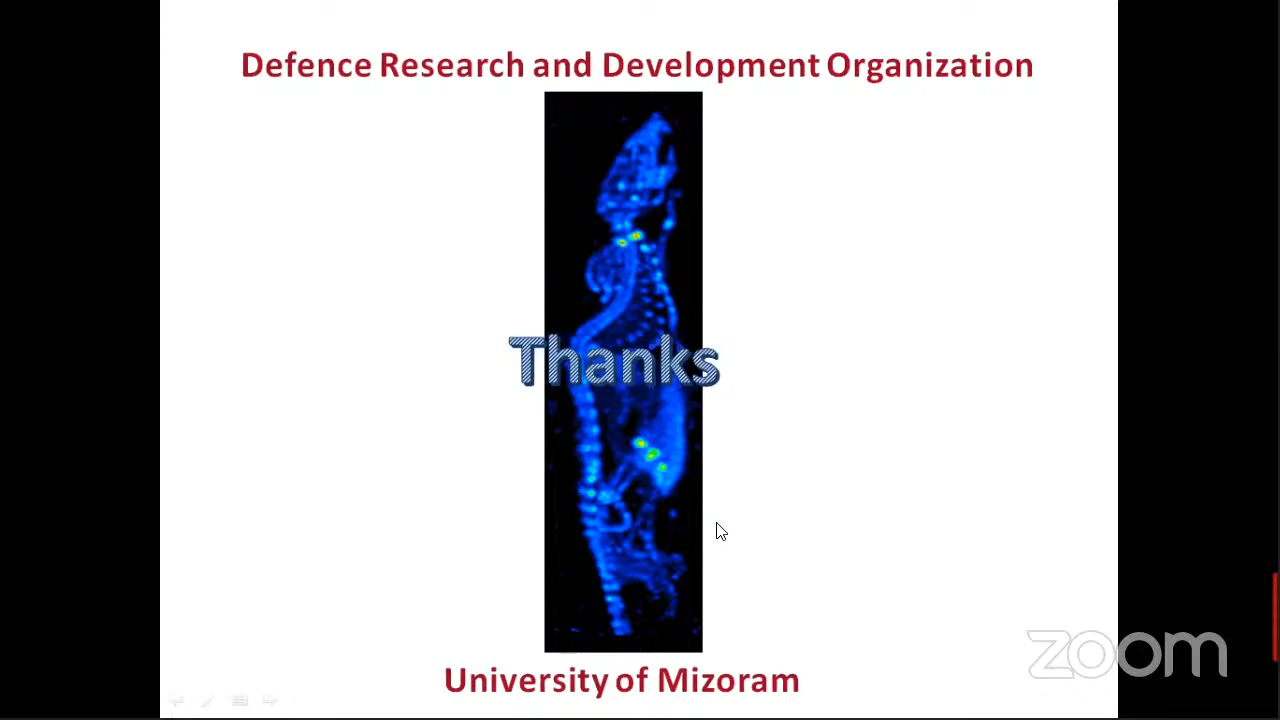 Defence Research and Development Organization
Thanks
University of Mizoram
zoom